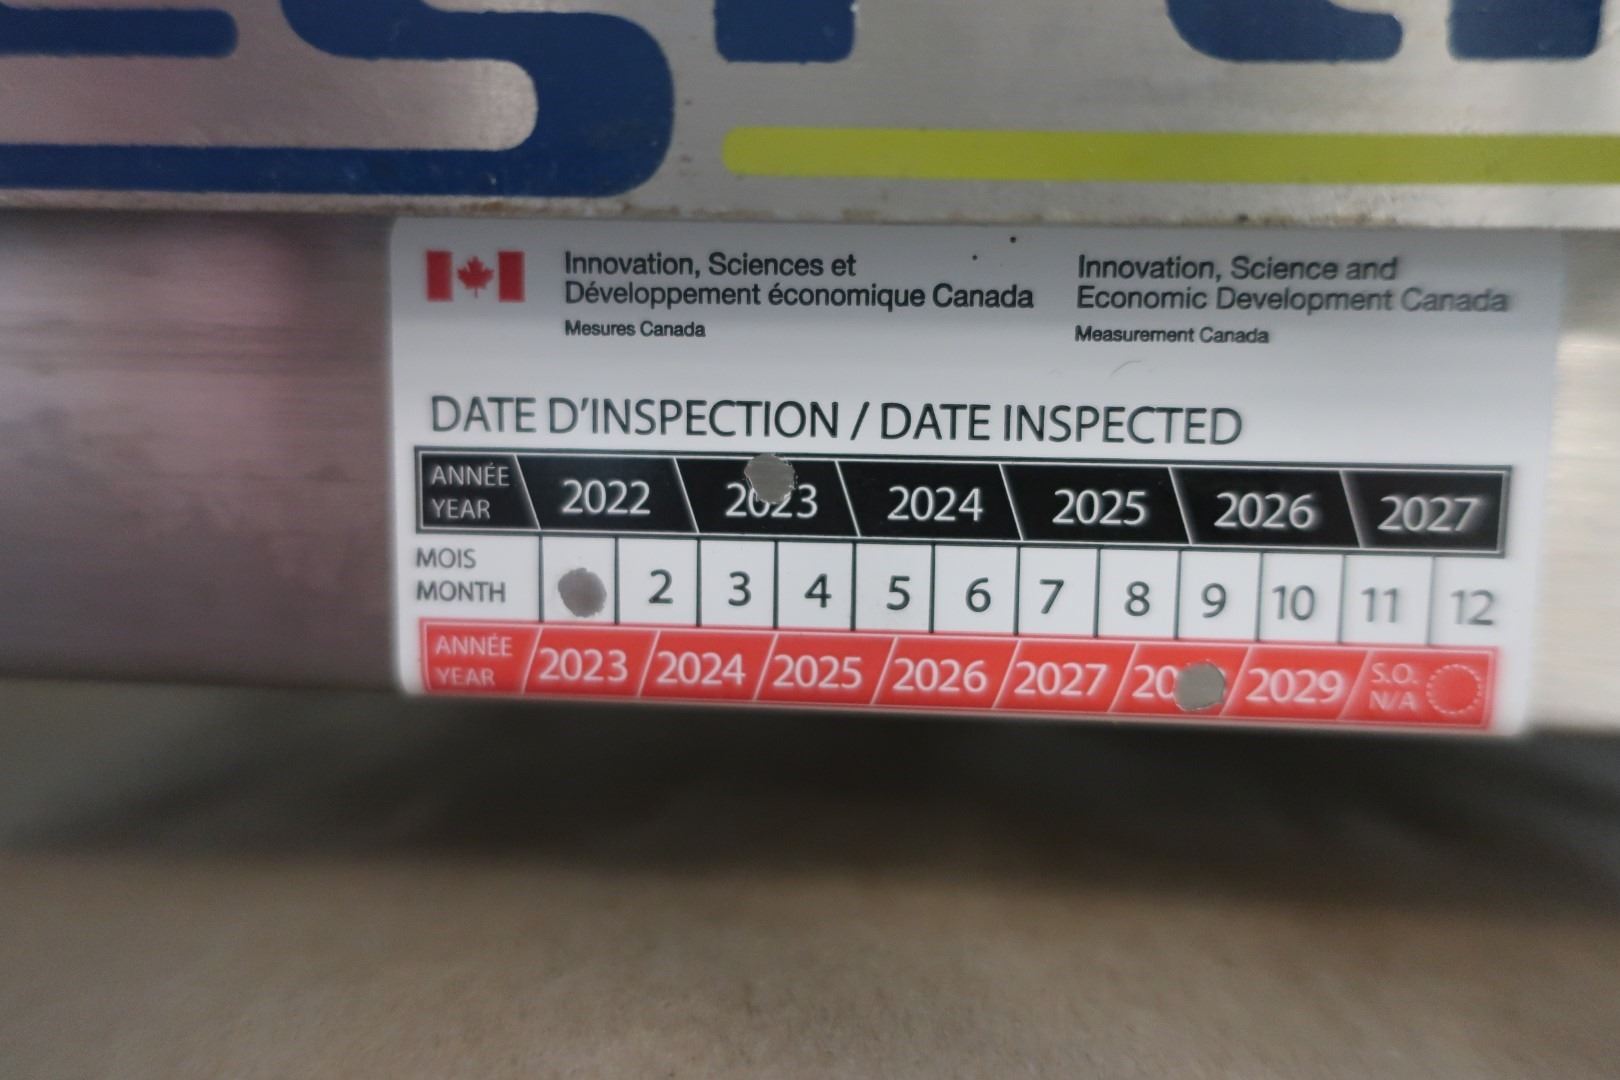 Innovation, Sciences et
Développement économique Canada
Mesures Canada
Innovation, Science and
Economic Development Canada
Measurement Canada
DATE D'INSPECTION / DATE INSPECTED
ANNÉE
YEAR
2022 2023 2024 2025 2026 2027
MOIS
MONTH
2 3 4 5 6 7 8 9 10 11 12
ANNÉE
YEAR
2023 2024 2025 2026 2027 20 2029
S.O.
N/A